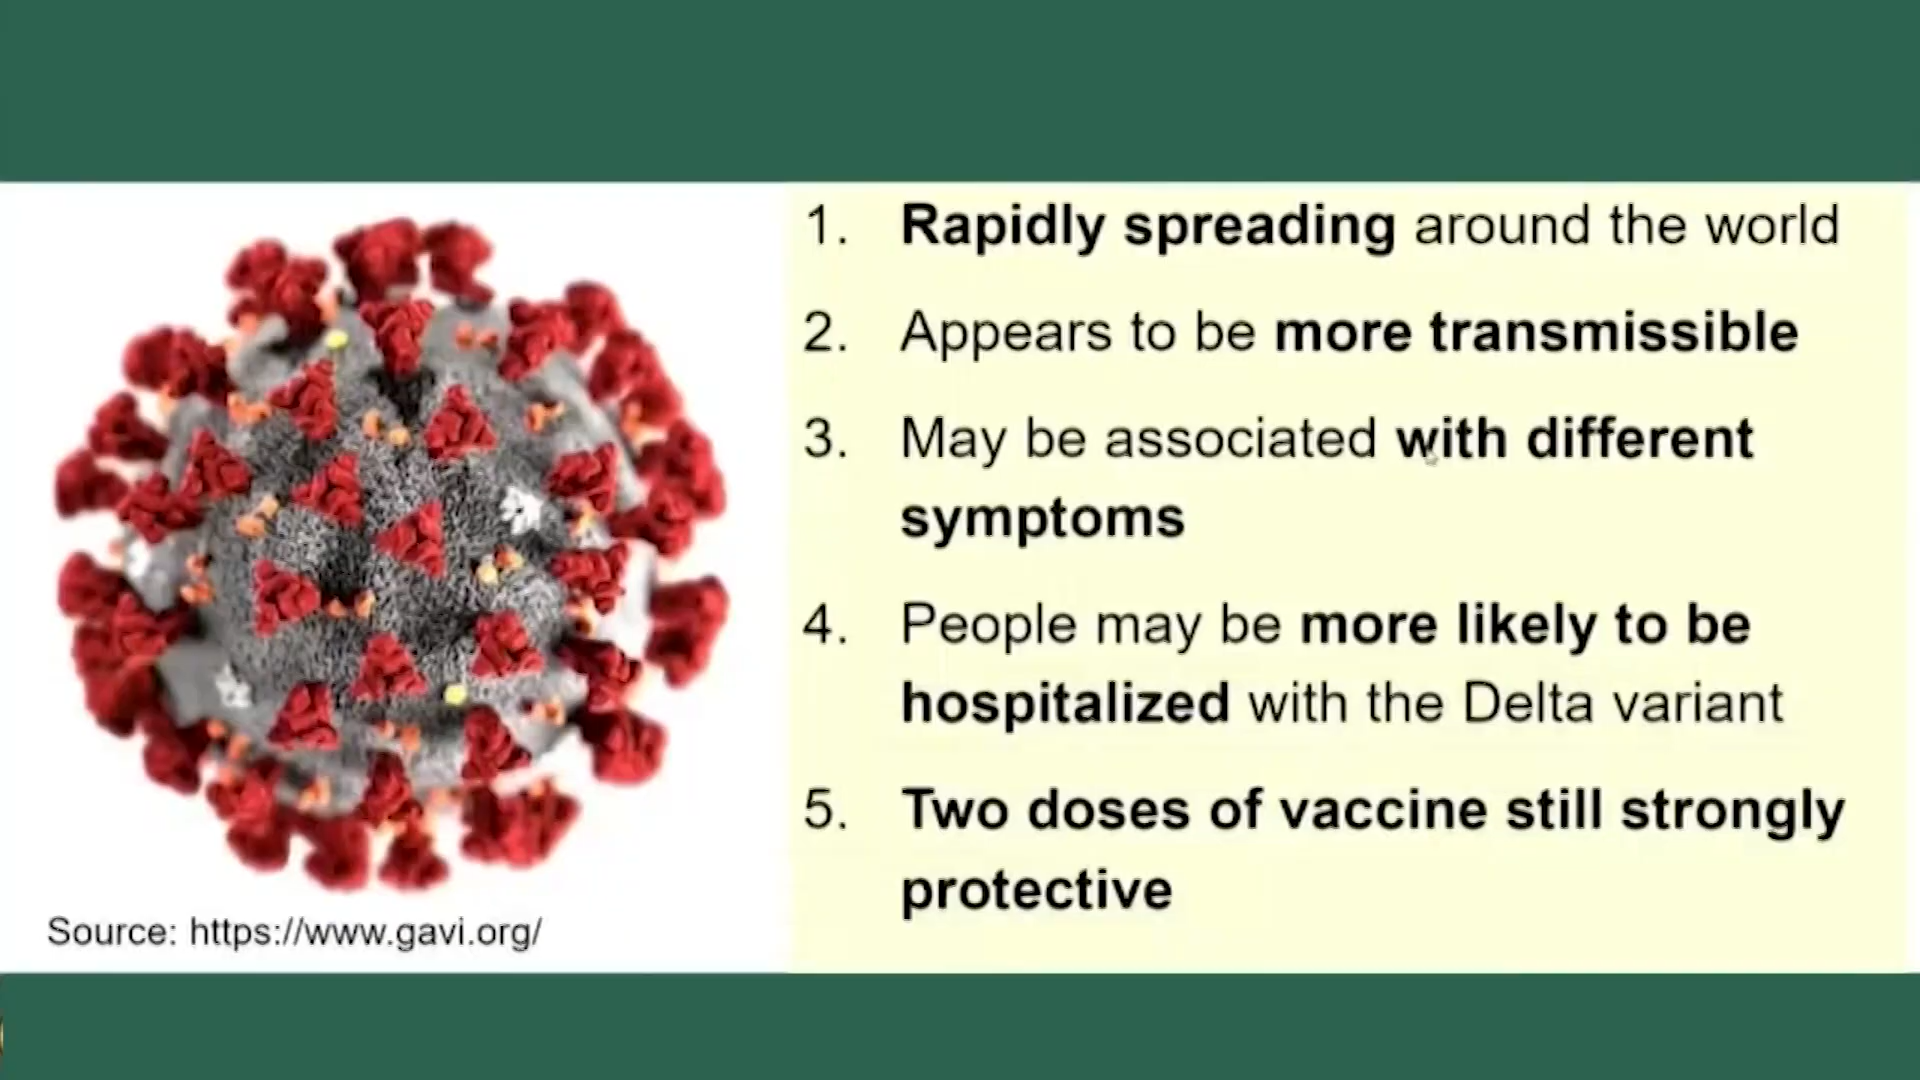 1. Rapidly spreading around the world
2. Appears to be more transmissible
3. May be associated with different
symptoms
4. People may be more likely to be
hospitalized with the Delta variant
5. Two doses of vaccine still strongly
protective
Source: https://www.gavi.org/